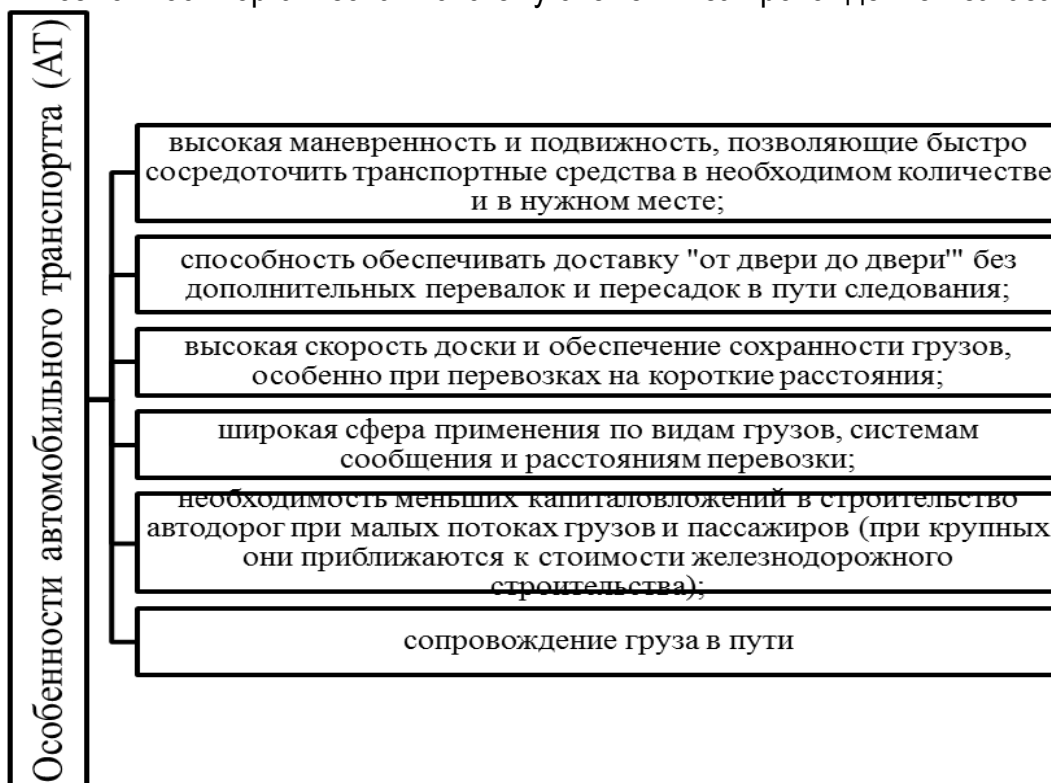 Особенности автомобильного транспортта (АТ)
высокая маневренность и подвижность, позволяющие быстро
сосредоточить транспортные средства в необходимом количестве
и в нужном месте;
способность обеспечивать доставку "от двери до двери'" без
дополнительных перевалок и пересадок в пути следования;
высокая скорость доски и обеспечение сохранности грузов,
особенно при перевозках на короткие расстояния;
широкая сфера применения по видам грузов, системам
сообщения и расстояниям перевозки;
необходимость меньших капиталовложений в строительство
автодорог при малых потоках грузов и пассажиров (при крупных
они приближаются к стоимости железнодорожного
строительства);
сопровождение груза в пути